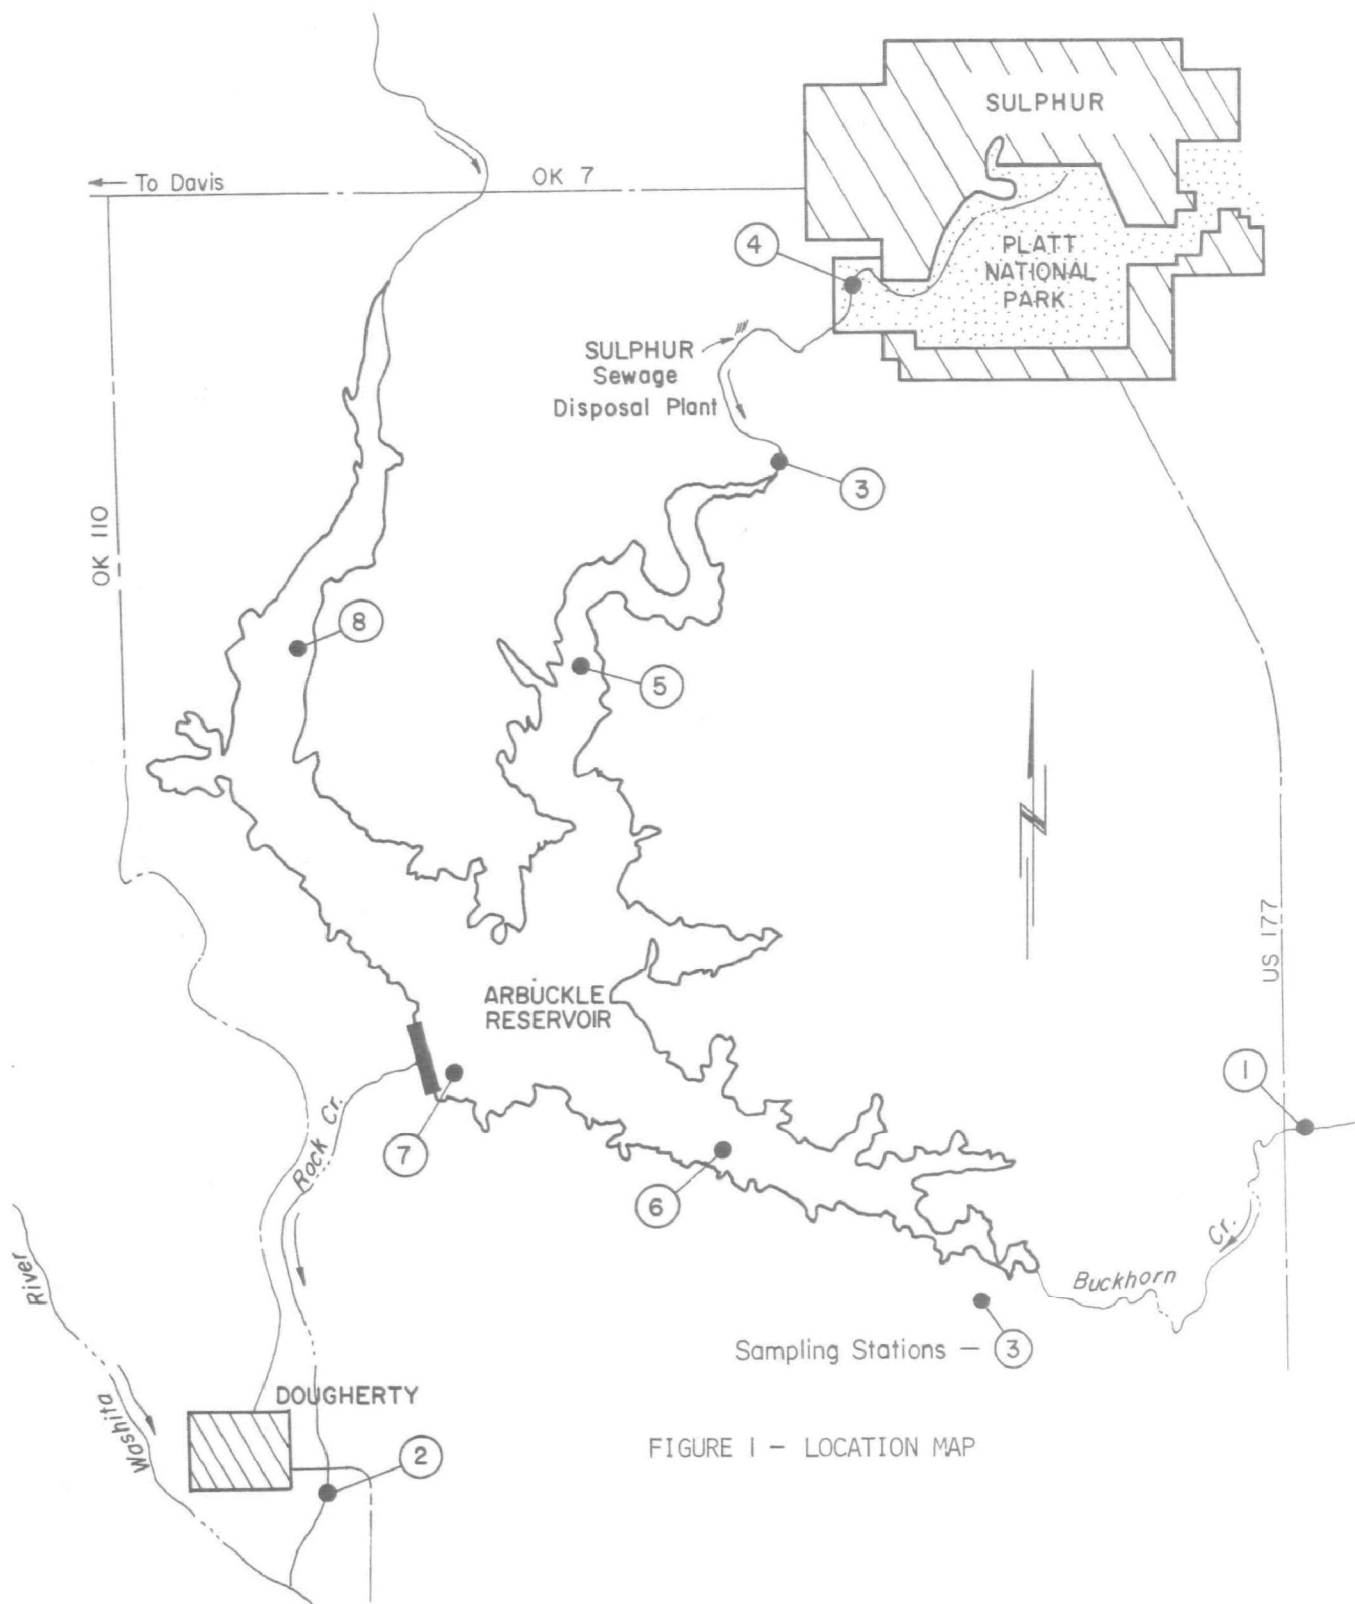 SULPHUR
OK 7
To Davis
4
PLATT
NATIONAL
PARK
SULPHUR
Sewage
Disposal Plant
3
OK 110
8
5
US 177
ARBUCKLE
RESERVOIR
1
7
Rock Cr.
6
Buckhorn Cr.
Sampling Stations — 3
Washita River
DOUGHERTY
2
FIGURE 1 - LOCATION MAP